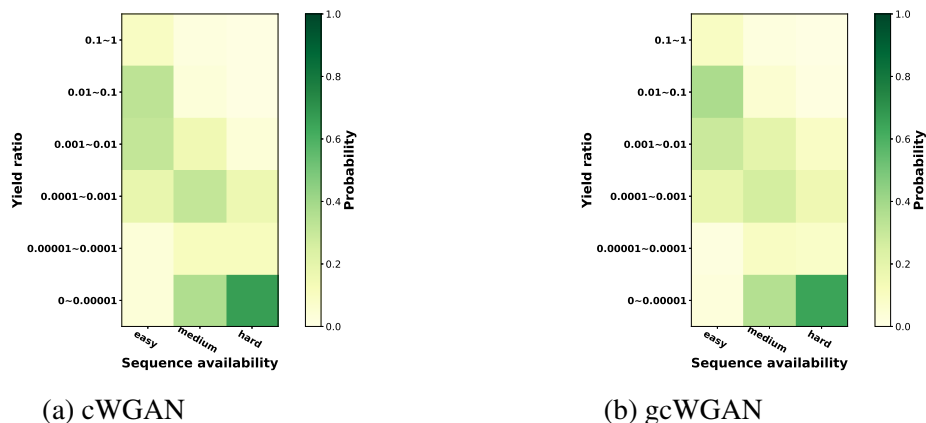 0.1~1
0.01~0.1
0.001~0.01
0.0001~0.001
0.00001~0.0001
0~0.00001
Yield ratio
easy
medium
hard
Sequence availability
1.0
0.8
0.6
0.4
0.2
0.0
Probability
(a) cWGAN
0.1~1
0.01~0.1
0.001~0.01
0.0001~0.001
0.00001~0.0001
0~0.00001
Yield ratio
easy
medium
hard
Sequence availability
1.0
0.8
0.6
0.4
0.2
0.0
Probability
(b) gcWGAN